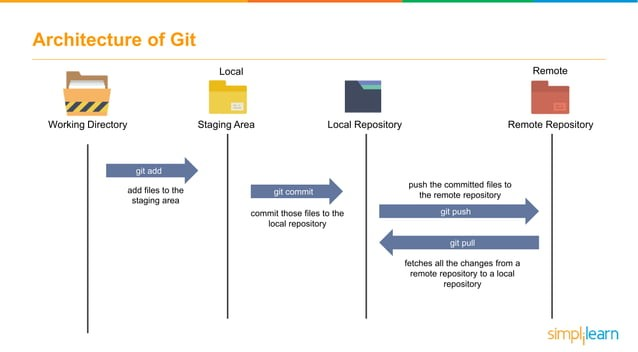 Architecture of Git
Local
Remote
Working Directory
Staging Area
Local Repository
Remote Repository
git add
add files to the
staging area
git commit
commit those files to the
local repository
push the committed files to
the remote repository
git push
git pull
fetches all the changes from a
remote repository to a local
repository
simplilearn